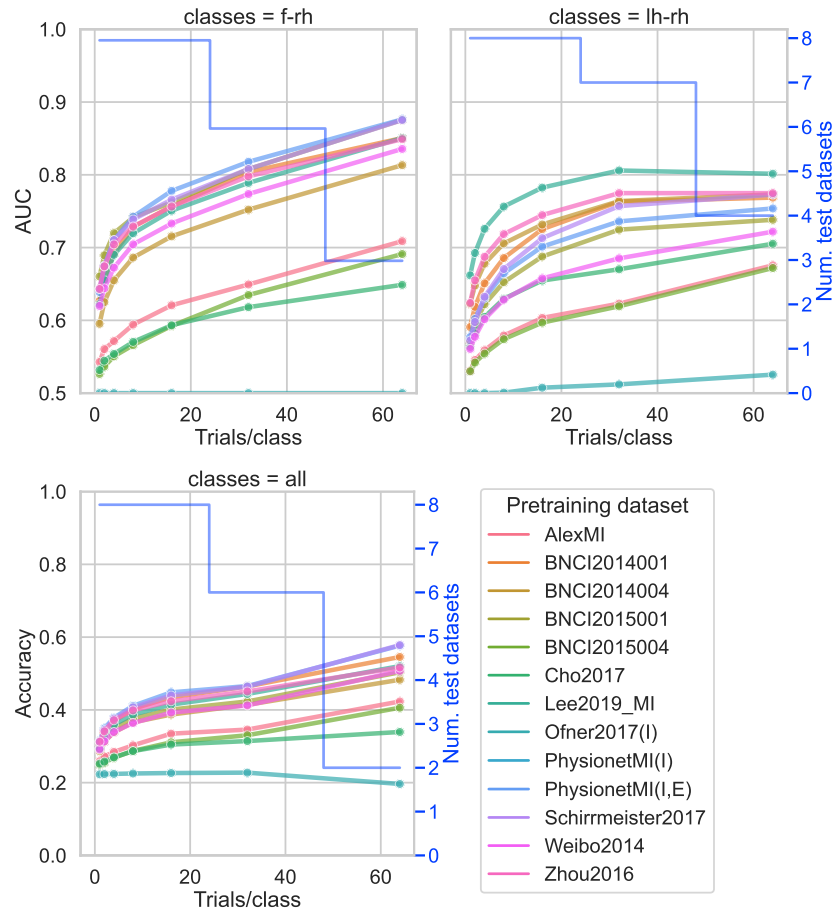 classes = f-rh
1.0
0.9
0.8
0.7
0.6
0.5
AUC
0 20 40 60
Trials/class
classes = lh-rh
8
7
6
5
4
3
2
1
0
Num. test datasets
0 20 40 60
Trials/class
classes = all
1.0
0.8
0.6
0.4
0.2
0.0
Accuracy
8
7
6
5
4
3
2
1
0
Num. test datasets
0 20 40 60
Trials/class
Pretraining dataset
AlexMI
BNCI2014001
BNCI2014004
BNCI2015001
BNCI2015004
Cho2017
Lee2019_MI
Ofner2017(I)
PhysionetMI(I)
PhysionetMI(I,E)
Schirrmeister2017
Weibo2014
Zhou2016